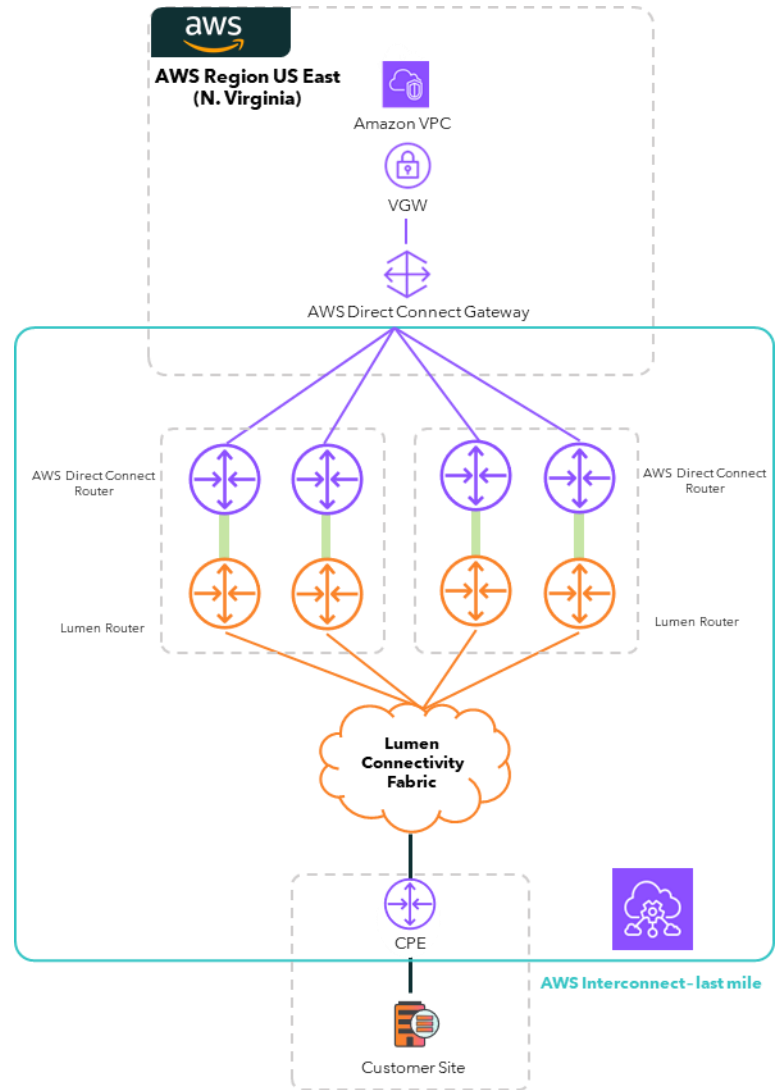 aws
AWS Region US East
(N. Virginia)
Amazon VPC
VGW
AWS Direct Connect Gateway
AWS Direct Connect
Router
AWS Direct Connect
Router
Lumen Router
Lumen Router
Lumen
Connectivity
Fabric
CPE
AWS Interconnect - last mile
Customer Site